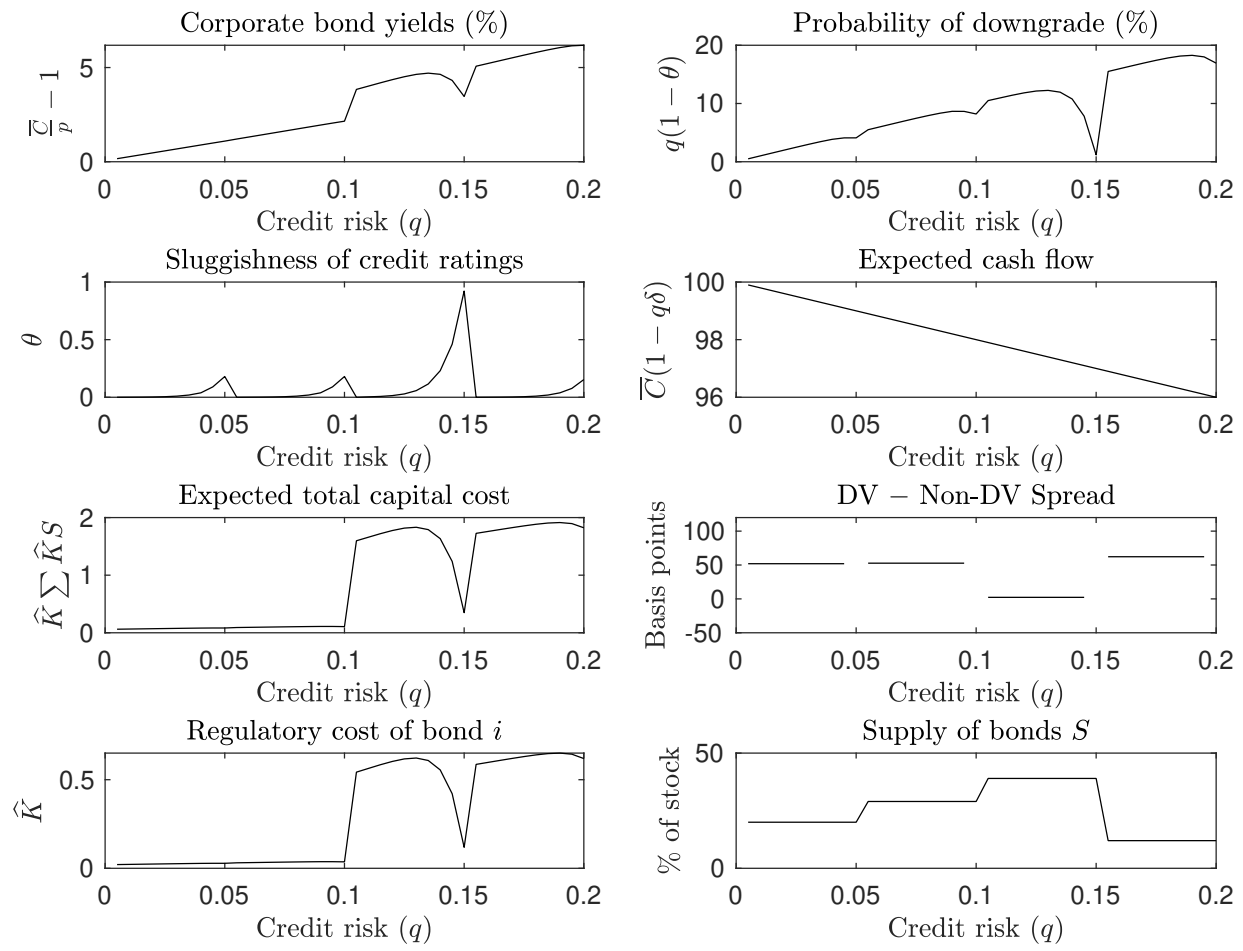 Corporate bond yields (%)
C̅/p − 1
5
0
0 0.05 0.1 0.15 0.2
Credit risk (q)
Probability of downgrade (%)
q(1 − θ)
20
10
0
0 0.05 0.1 0.15 0.2
Credit risk (q)
Sluggishness of credit ratings
θ
1
0.5
0
0 0.05 0.1 0.15 0.2
Credit risk (q)
Expected cash flow
C̅(1 − qδ)
100
98
96
0 0.05 0.1 0.15 0.2
Credit risk (q)
Expected total capital cost
K̂ ∑ K̂S
2
1
0
0 0.05 0.1 0.15 0.2
Credit risk (q)
DV − Non-DV Spread
Basis points
100
50
0
-50
0 0.05 0.1 0.15 0.2
Credit risk (q)
Regulatory cost of bond i
K̂
0.5
0
0 0.05 0.1 0.15 0.2
Credit risk (q)
Supply of bonds S
% of stock
50
0
0 0.05 0.1 0.15 0.2
Credit risk (q)